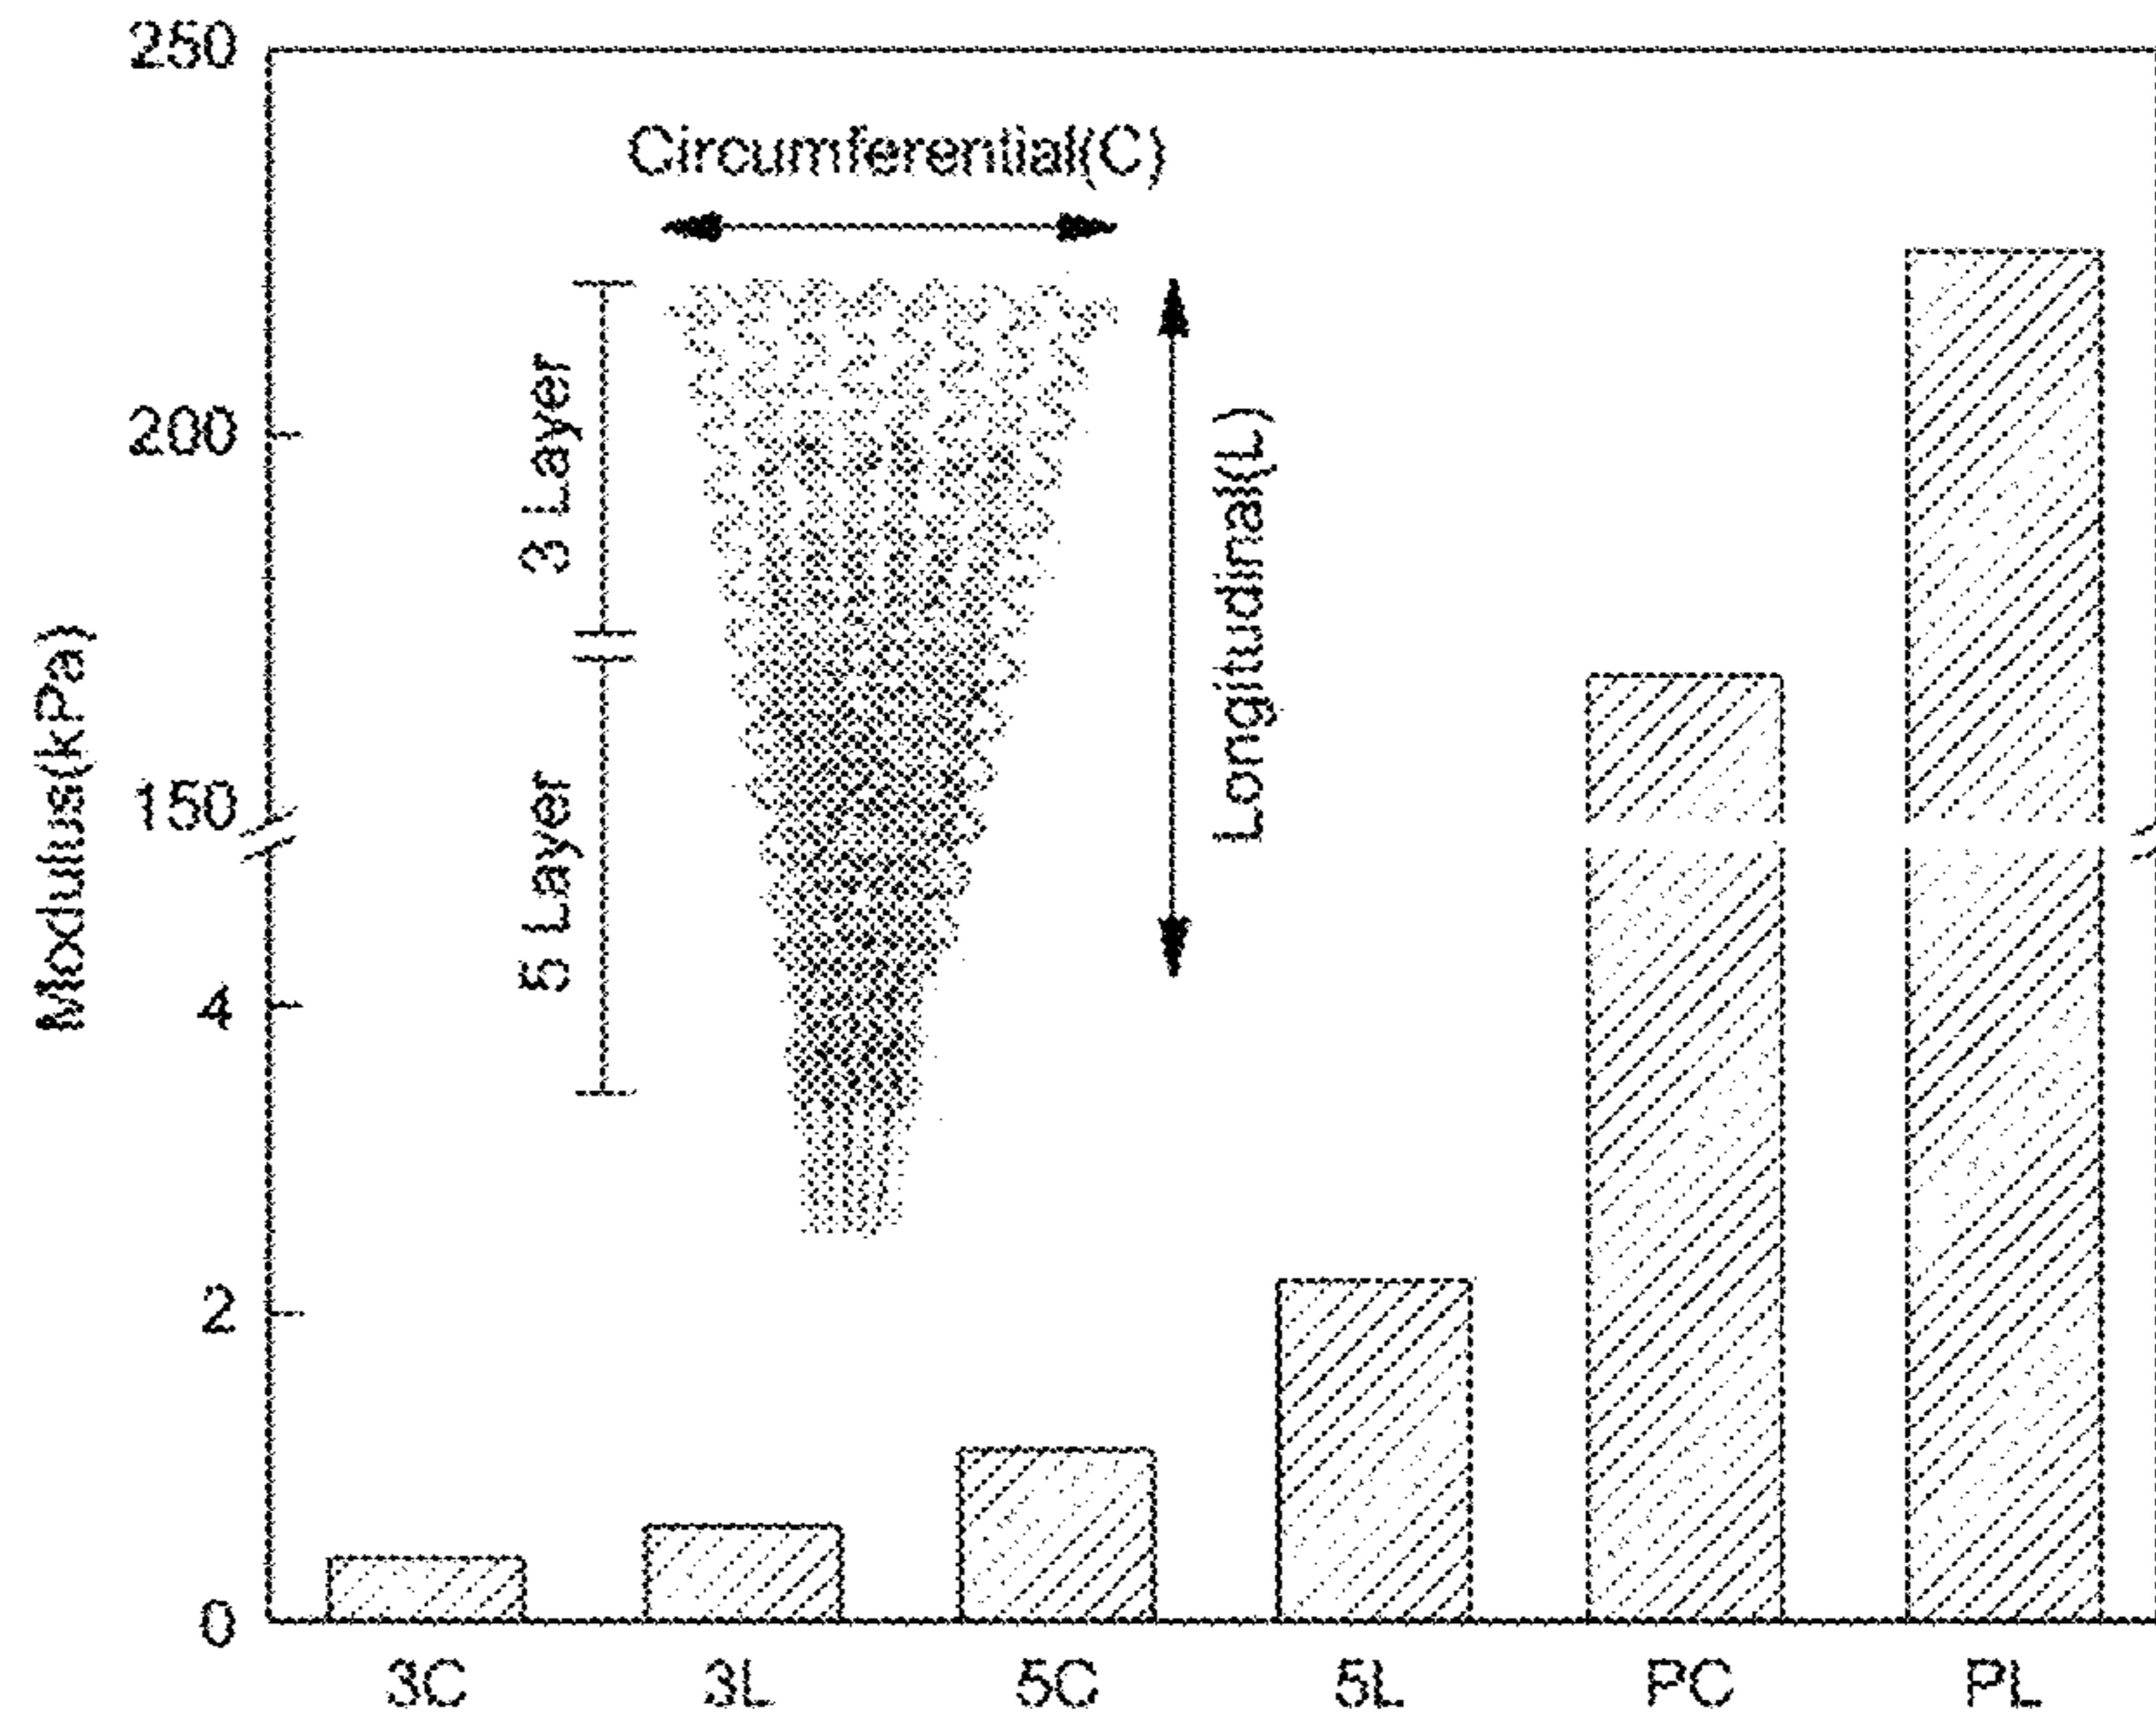 250
200
150
4
2
0
Modulus(kPa)
Circumferential(C)
3 Layer
5 Layer
Longitudinal(L)
3C 3L 5C 5L PC PL